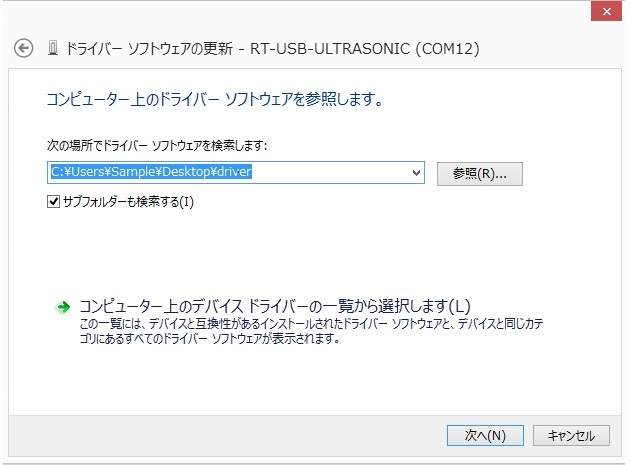 ドライバー ソフトウェアの更新 - RT-USB-ULTRASONIC (COM12)
コンピューター上のドライバー ソフトウェアを参照します。
次の場所でドライバー ソフトウェアを検索します:
C:¥Users¥Sample¥Desktop¥driver
参照(R)...
サブフォルダーも検索する(I)
コンピューター上のデバイス ドライバーの一覧から選択します(L)
この一覧には、デバイスと互換性があるインストールされたドライバー ソフトウェアと、デバイスと同じカテ
ゴリにあるすべてのドライバー ソフトウェアが表示されます。
次へ(N)
キャンセル